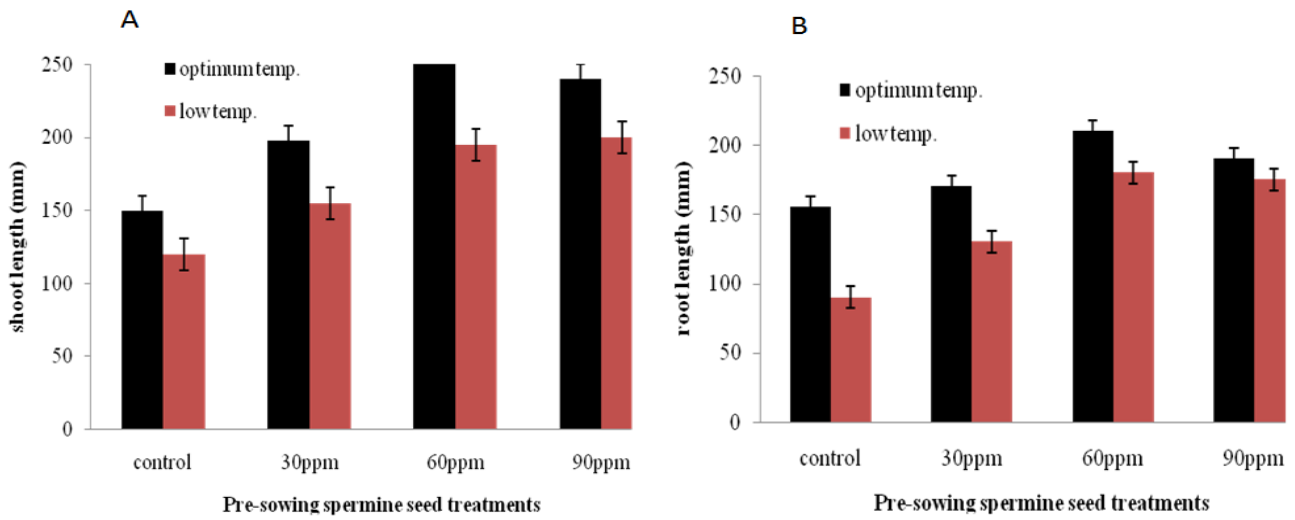 A
optimum temp.
low temp.
shoot length (mm)
250
200
150
100
50
0
control 30ppm 60ppm 90ppm
Pre-sowing spermine seed treatments
B
optimum temp.
low temp.
root length (mm)
250
200
150
100
50
0
control 30ppm 60ppm 90ppm
Pre-sowing spermine seed treatments